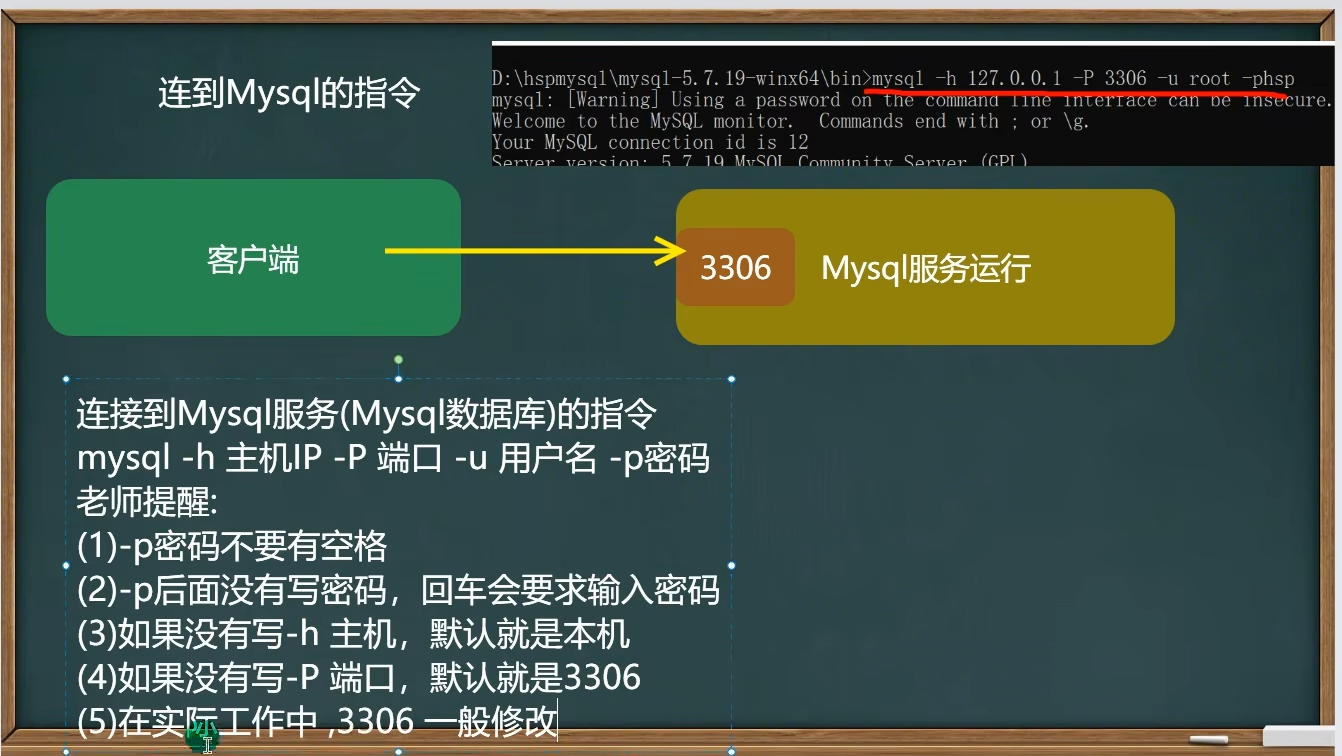 连到Mysql的指令
D:\hspmysql\mysql-5.7.19-winx64\bin>mysql -h 127.0.0.1 -P 3306 -u root -phsp
mysql: [Warning] Using a password on the command line interface can be insecure.
Welcome to the MySQL monitor.  Commands end with ; or \g.
Your MySQL connection id is 12
Server version: 5.7.19 MySQL Community Server (GPL)
客户端
3306
Mysql服务运行
连接到Mysql服务(Mysql数据库)的指令
mysql -h 主机IP -P 端口 -u 用户名 -p密码
老师提醒:
(1)-p密码不要有空格
(2)-p后面没有写密码，回车会要求输入密码
(3)如果没有写-h 主机，默认就是本机
(4)如果没有写-P 端口，默认就是3306
(5)在实际工作中 ,3306 一般修改